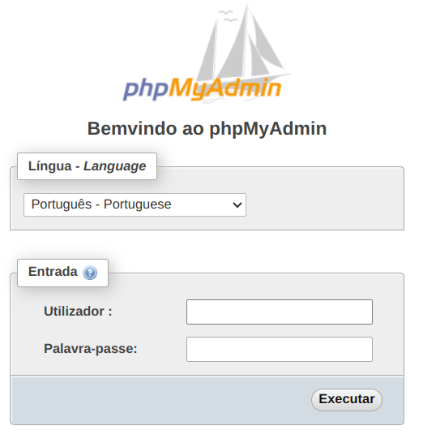 phpMyAdmin
Bemvindo ao phpMyAdmin
Língua - Language
Português - Portuguese
Entrada
Utilizador :
Palavra-passe:
Executar